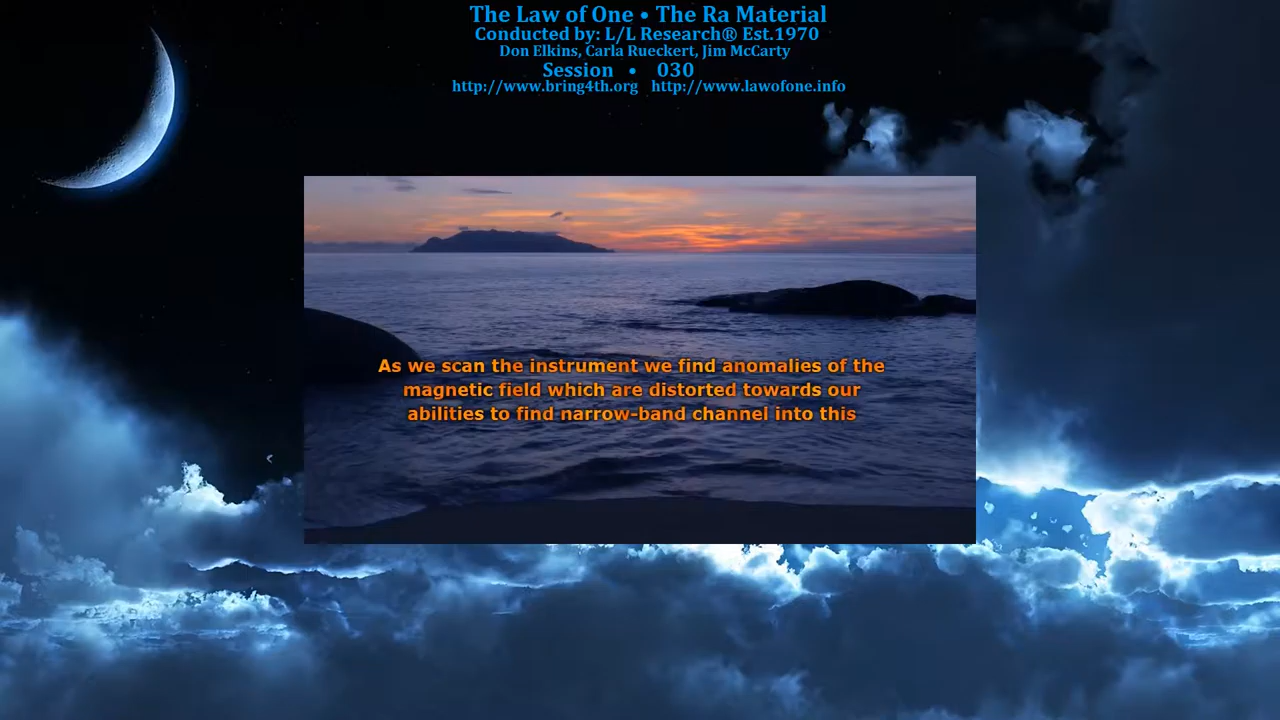 The Law of One • The Ra Material
Conducted by: L/L Research® Est.1970
Don Elkins, Carla Rueckert, Jim McCarty
Session • 030
http://www.bring4th.org http://www.lawofone.info
As we scan the instrument we find anomalies of the
magnetic field which are distorted towards our
abilities to find narrow-band channel into this